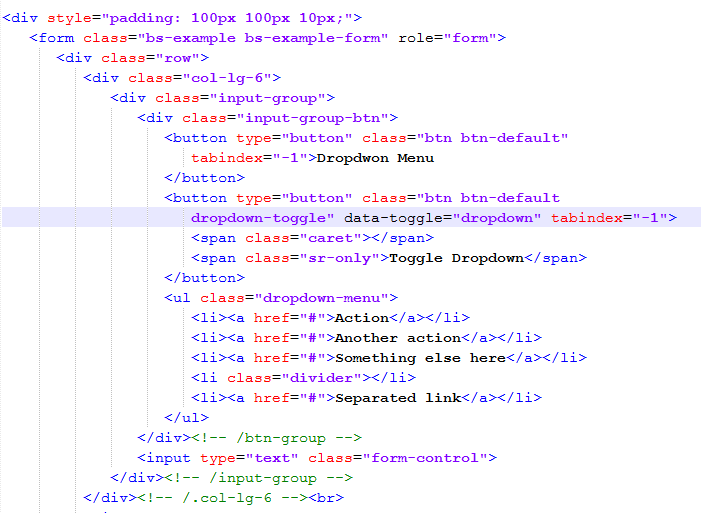 <div style="padding: 100px 100px 10px;">
<form class="bs-example bs-example-form" role="form">
<div class="row">
<div class="col-lg-6">
<div class="input-group">
<div class="input-group-btn">
<button type="button" class="btn btn-default"
tabindex="-1">Dropdwon Menu
</button>
<button type="button" class="btn btn-default
dropdown-toggle" data-toggle="dropdown" tabindex="-1">
<span class="caret"></span>
<span class="sr-only">Toggle Dropdown</span>
</button>
<ul class="dropdown-menu">
<li><a href="#">Action</a></li>
<li><a href="#">Another action</a></li>
<li><a href="#">Something else here</a></li>
<li class="divider"></li>
<li><a href="#">Separated link</a></li>
</ul>
</div><!-- /btn-group -->
<input type="text" class="form-control">
</div><!-- /input-group -->
</div><!-- /.col-lg-6 --><br>